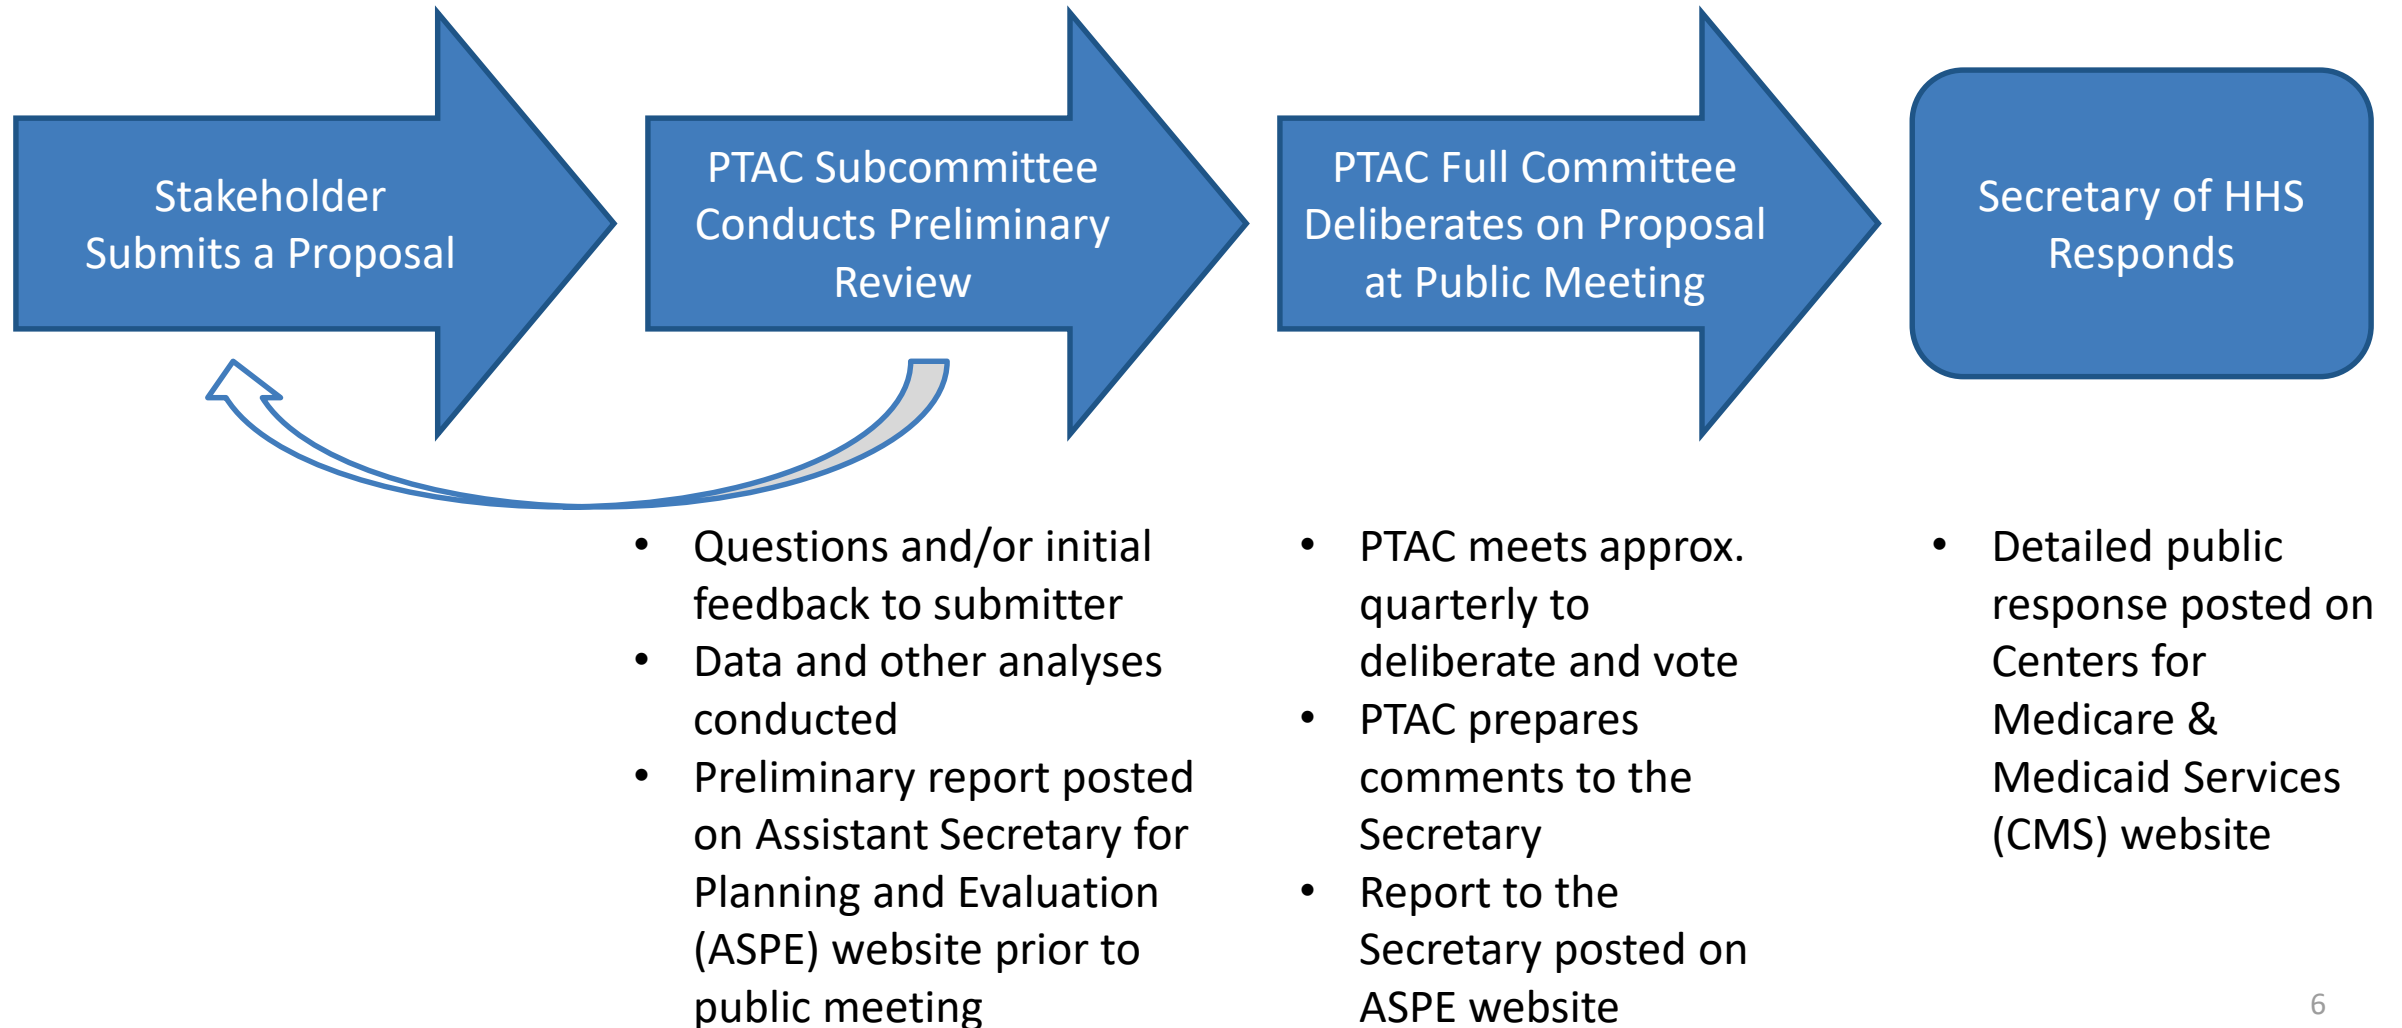 Stakeholder
Submits a Proposal
PTAC Subcommittee
Conducts Preliminary
Review
PTAC Full Committee
Deliberates on Proposal
at Public Meeting
Secretary of HHS
Responds
• Questions and/or initial
feedback to submitter
• Data and other analyses
conducted
• Preliminary report posted
on Assistant Secretary for
Planning and Evaluation
(ASPE) website prior to
public meeting
• PTAC meets approx.
quarterly to
deliberate and vote
• PTAC prepares
comments to the
Secretary
• Report to the
Secretary posted on
ASPE website
• Detailed public
response posted on
Centers for
Medicare &
Medicaid Services
(CMS) website
6